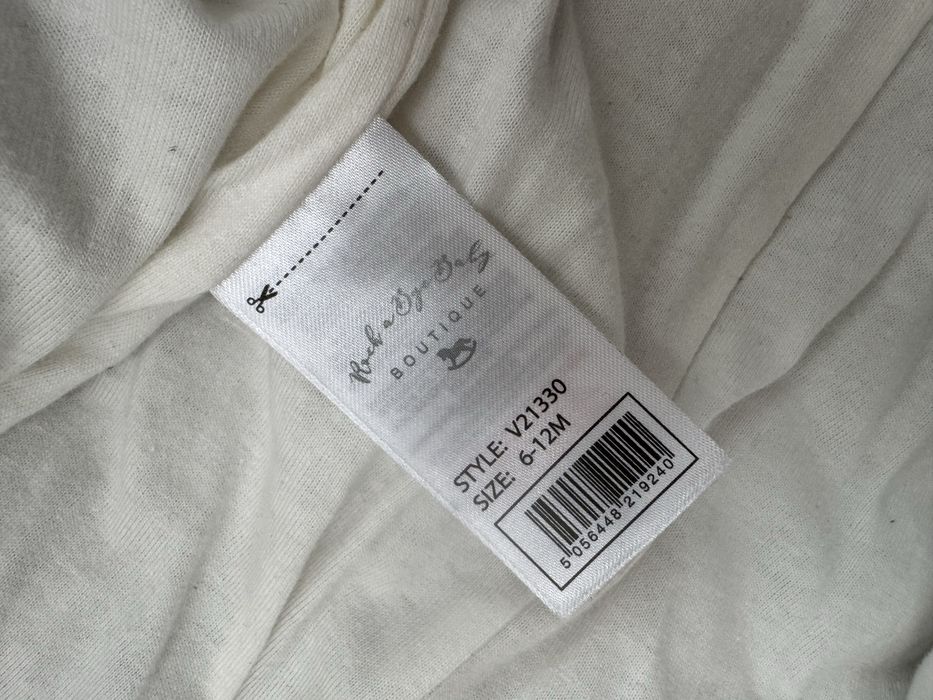 Rock a Bye Baby
BOUTIQUE
STYLE: V21330
SIZE: 6-12M
5 056448 219240